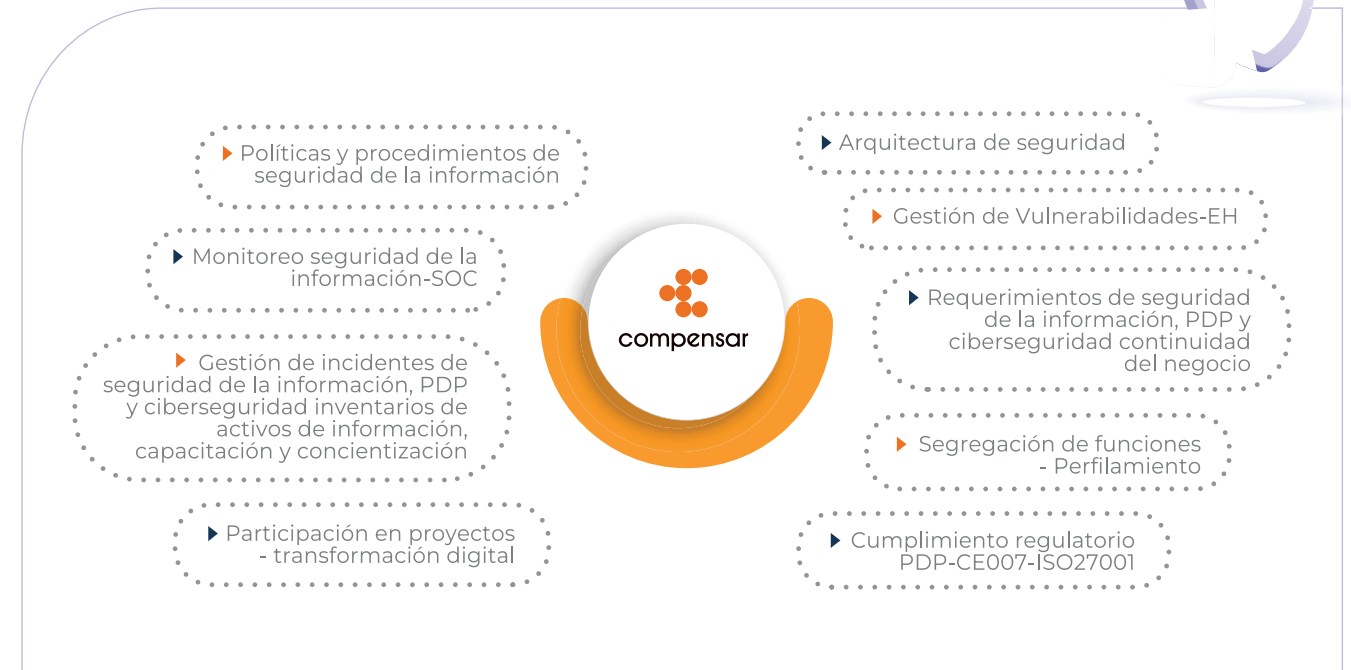 Políticas y procedimientos de
seguridad de la información
Monitoreo seguridad de la
información-SOC
Gestión de incidentes de
seguridad de la información, PDP
y ciberseguridad inventarios de
activos de información,
capacitación y concientización
Participación en proyectos
- transformación digital
compensar
Arquitectura de seguridad
Gestión de Vulnerabilidades-EH
Requerimientos de seguridad
de la información, PDP y
ciberseguridad continuidad
del negocio
Segregación de funciones
- Perfilamiento
Cumplimiento regulatorio
PDP-CE007-ISO27001